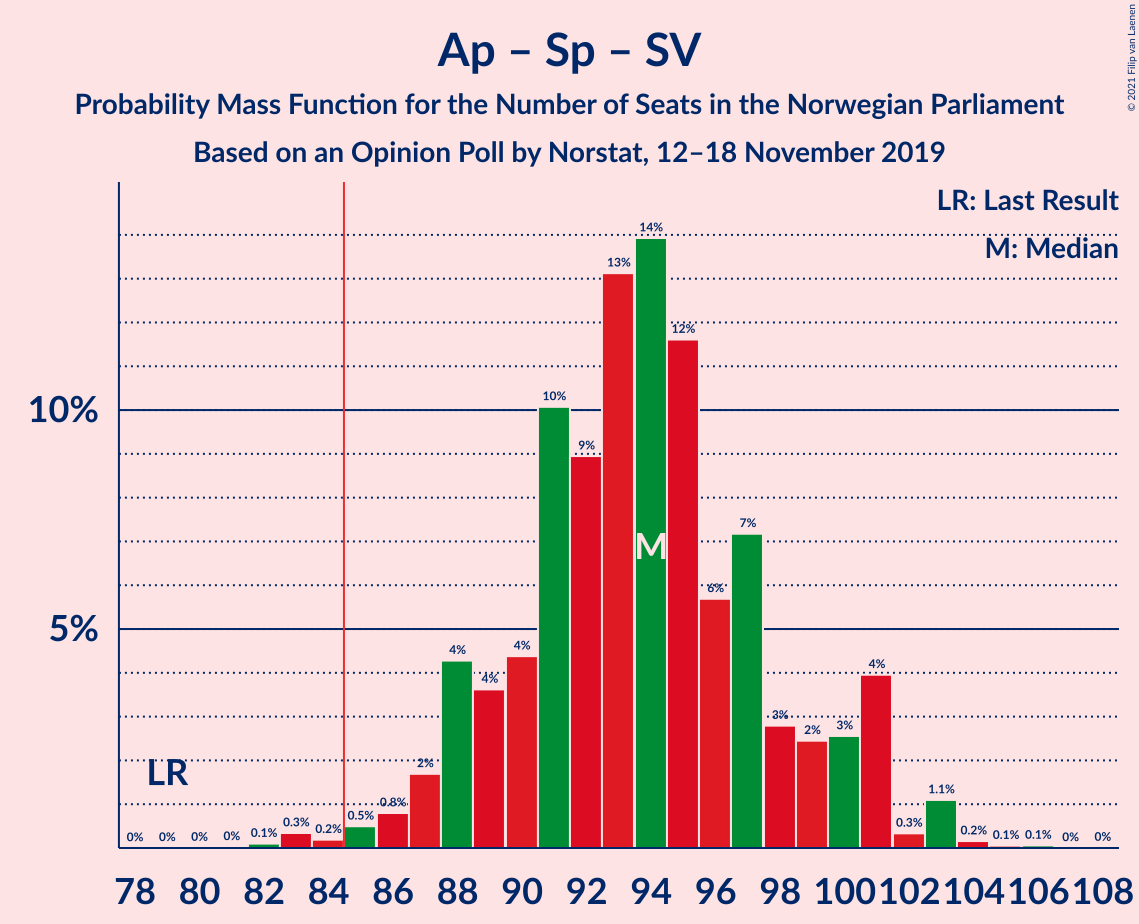 Ap – Sp – SV
Probability Mass Function for the Number of Seats in the Norwegian Parliament
Based on an Opinion Poll by Norstat, 12–18 November 2019
© 2021 Filip van Laenen
LR: Last Result
M: Median
10%
5%
0% 0% 0% 0% 0.1% 0.3% 0.2% 0.5% 0.8% 2% 4% 4% 4% 10% 9% 13% 14% 12% 6% 7% 3% 2% 3% 4% 0.3% 1.1% 0.2% 0.1% 0.1% 0% 0%
M
LR
78 80 82 84 86 88 90 92 94 96 98 100 102 104 106 108